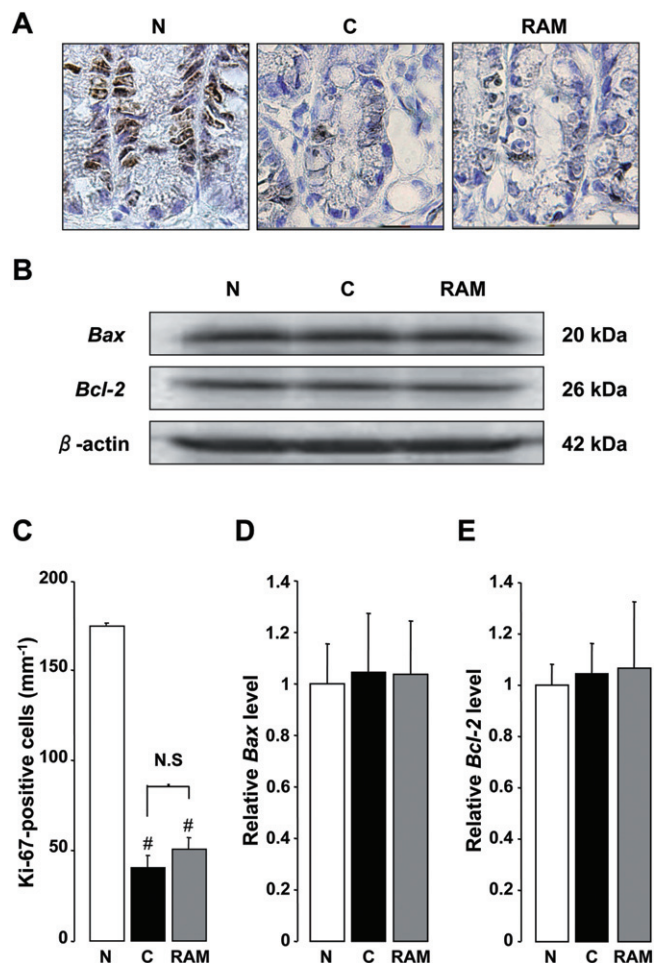 A
N C RAM
B
N C RAM
Bax 20 kDa
Bcl-2 26 kDa
β-actin 42 kDa
C
Ki-67-positive cells (mm-1)
200
150
100
50
0
N.S
# #
N C RAM
D
Relative Bax level
1.4
1.2
1
0.8
0.6
0.4
0.2
0
N C RAM
E
Relative Bcl-2 level
1.4
1.2
1
0.8
0.6
0.4
0.2
0
N C RAM